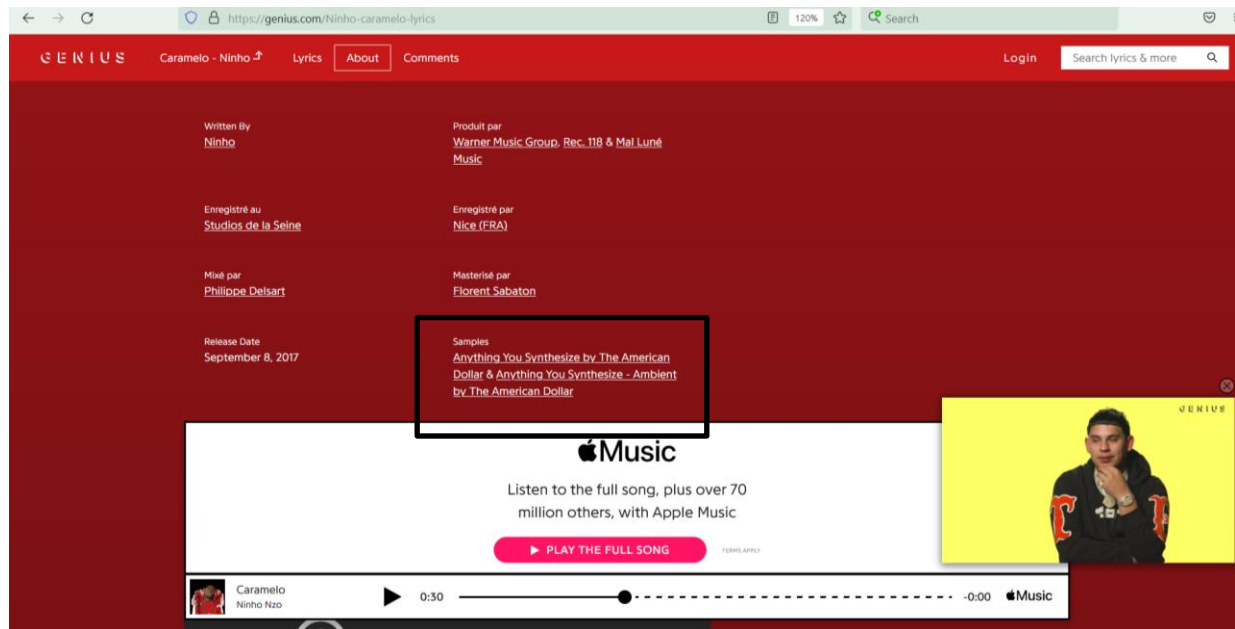 https://genius.com/Ninho-caramelo-lyrics
120%
Search
GENIUS
Caramelo - Ninho
Lyrics
About
Comments
Login
Search lyrics & more
Written By
Ninho
Produit par
Warner Music Group, Rec. 118 & Mal Luné
Music
Enregistré au
Studios de la Seine
Enregistré par
Nice (FRA)
Mixé par
Philippe Delsart
Masterisé par
Florent Sabaton
Release Date
September 8, 2017
Samples
Anything You Synthesize by The American
Dollar & Anything You Synthesize - Ambient
by The American Dollar
GENIUS
Music
Listen to the full song, plus over 70
million others, with Apple Music
PLAY THE FULL SONG
TERMS APPLY
Caramelo
Ninho Nzo
0:30
-0:00
Music